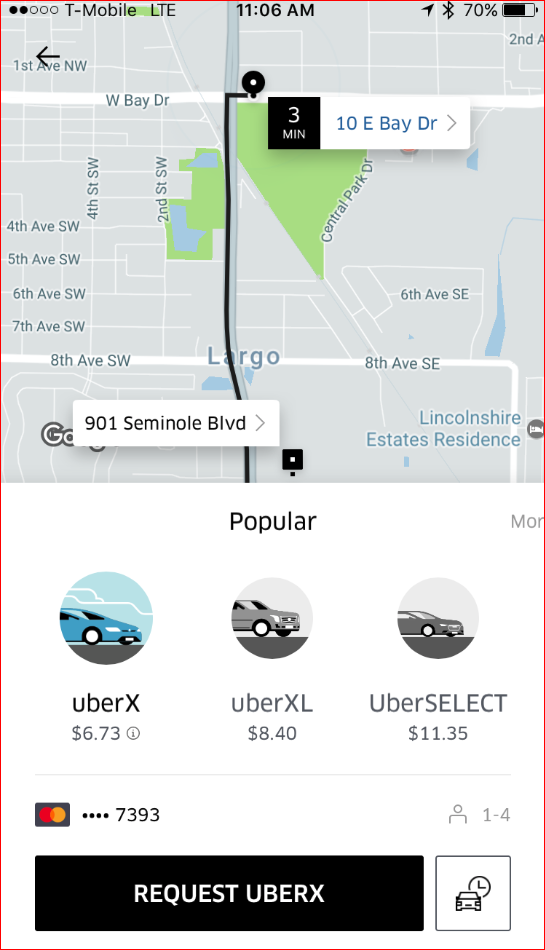 T-Mobile LTE 11:06 AM 70%
2nd A
1st Ave NW
W Bay Dr
3 MIN
10 E Bay Dr
4th St SW
2nd St SW
Central Park Dr
4th Ave SW
5th Ave SW
6th Ave SW
6th Ave SE
7th Ave SW
Largo
8th Ave SW
8th Ave SE
901 Seminole Blvd
Goo
Lincolnshire
Estates Residence
Popular
Mor
uberX
uberXL
UberSELECT
$6.73
$8.40
$11.35
•••• 7393
1-4
REQUEST UBERX